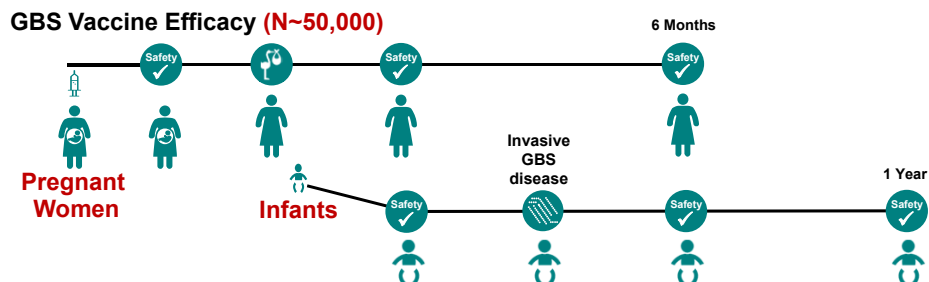 GBS Vaccine Efficacy (N~50,000)
6 Months
Safety
Safety
Safety
Pregnant
Women
Infants
Invasive
GBS
disease
1 Year
Safety
Safety
Safety